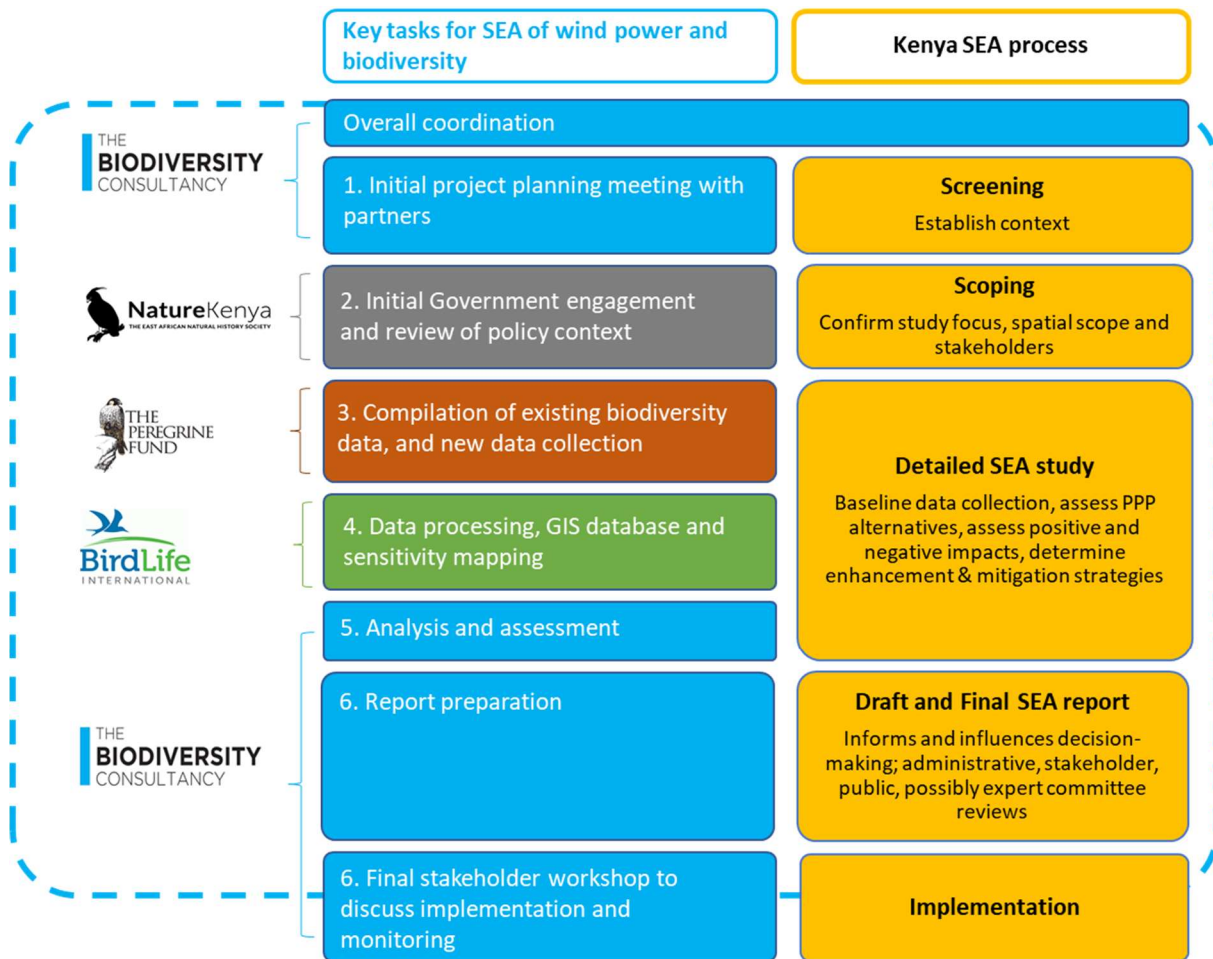 Key tasks for SEA of wind power and
biodiversity
Kenya SEA process
Overall coordination
THE
BIODIVERSITY
CONSULTANCY
1. Initial project planning meeting with
partners
Screening
Establish context
NatureKenya
THE EAST AFRICAN NATURAL HISTORY SOCIETY
2. Initial Government engagement
and review of policy context
Scoping
Confirm study focus, spatial scope and
stakeholders
THE
PEREGRINE
FUND
3. Compilation of existing biodiversity
data, and new data collection
Detailed SEA study
Baseline data collection, assess PPP
alternatives, assess positive and
negative impacts, determine
enhancement & mitigation strategies
BirdLife
INTERNATIONAL
4. Data processing, GIS database and
sensitivity mapping
5. Analysis and assessment
THE
BIODIVERSITY
CONSULTANCY
6. Report preparation
Draft and Final SEA report
Informs and influences decision-
making; administrative, stakeholder,
public, possibly expert committee
reviews
6. Final stakeholder workshop to
discuss implementation and
monitoring
Implementation